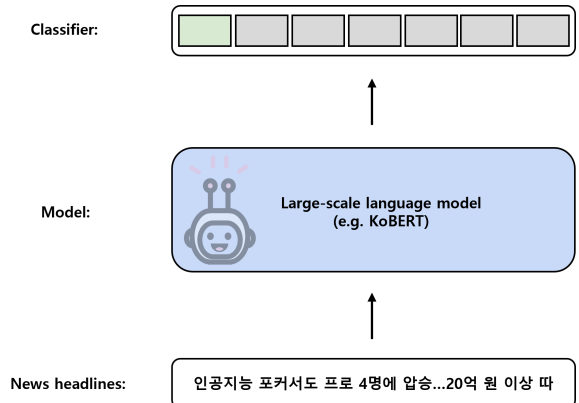 Classifier:
Model:
Large-scale language model
(e.g. KoBERT)
News headlines:
인공지능 포커서도 프로 4명에 압승...20억 원 이상 따